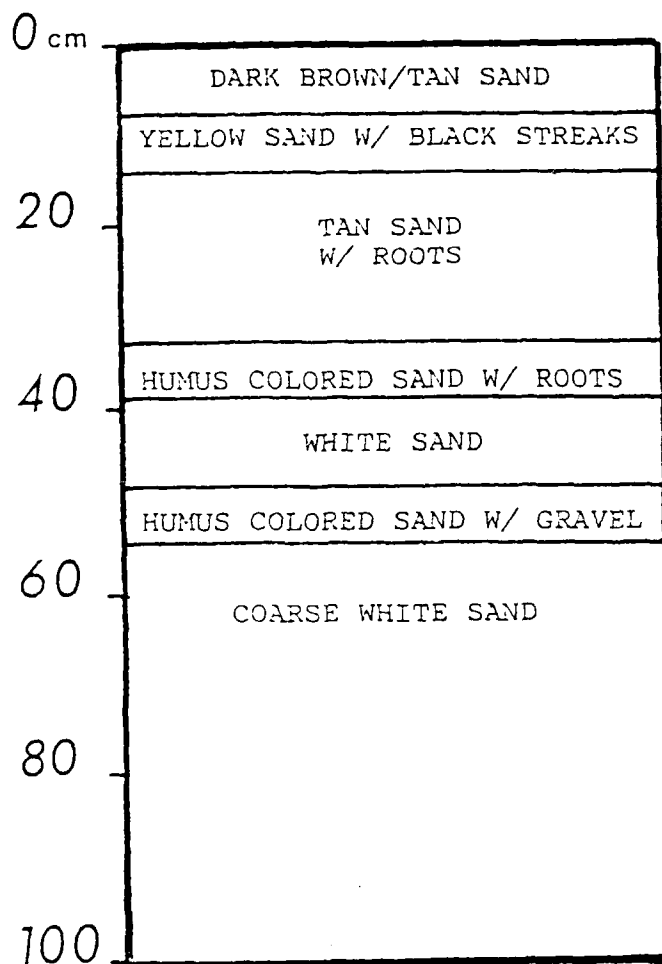 0 cm
DARK BROWN/TAN SAND
YELLOW SAND W/ BLACK STREAKS
20
TAN SAND
W/ ROOTS
HUMUS COLORED SAND W/ ROOTS
40
WHITE SAND
HUMUS COLORED SAND W/ GRAVEL
60
COARSE WHITE SAND
80
100